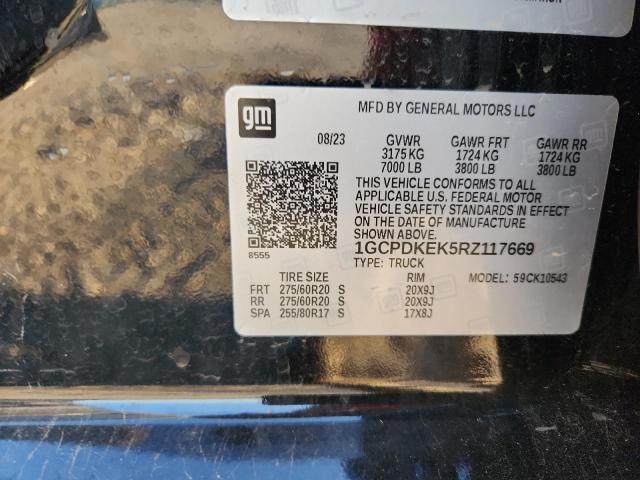 gm
MFD BY GENERAL MOTORS LLC
08/23 GVWR GAWR FRT GAWR RR
3175 KG 1724 KG 1724 KG
7000 LB 3800 LB 3800 LB
THIS VEHICLE CONFORMS TO ALL
APPLICABLE U.S. FEDERAL MOTOR
VEHICLE SAFETY STANDARDS IN EFFECT
ON THE DATE OF MANUFACTURE
SHOWN ABOVE.
8555
1GCPDKEK5RZ117669
TYPE: TRUCK
TIRE SIZE RIM MODEL: 59CK10543
FRT 275/60R20 S 20X9J
RR 275/60R20 S 20X9J
SPA 255/80R17 S 17X8J